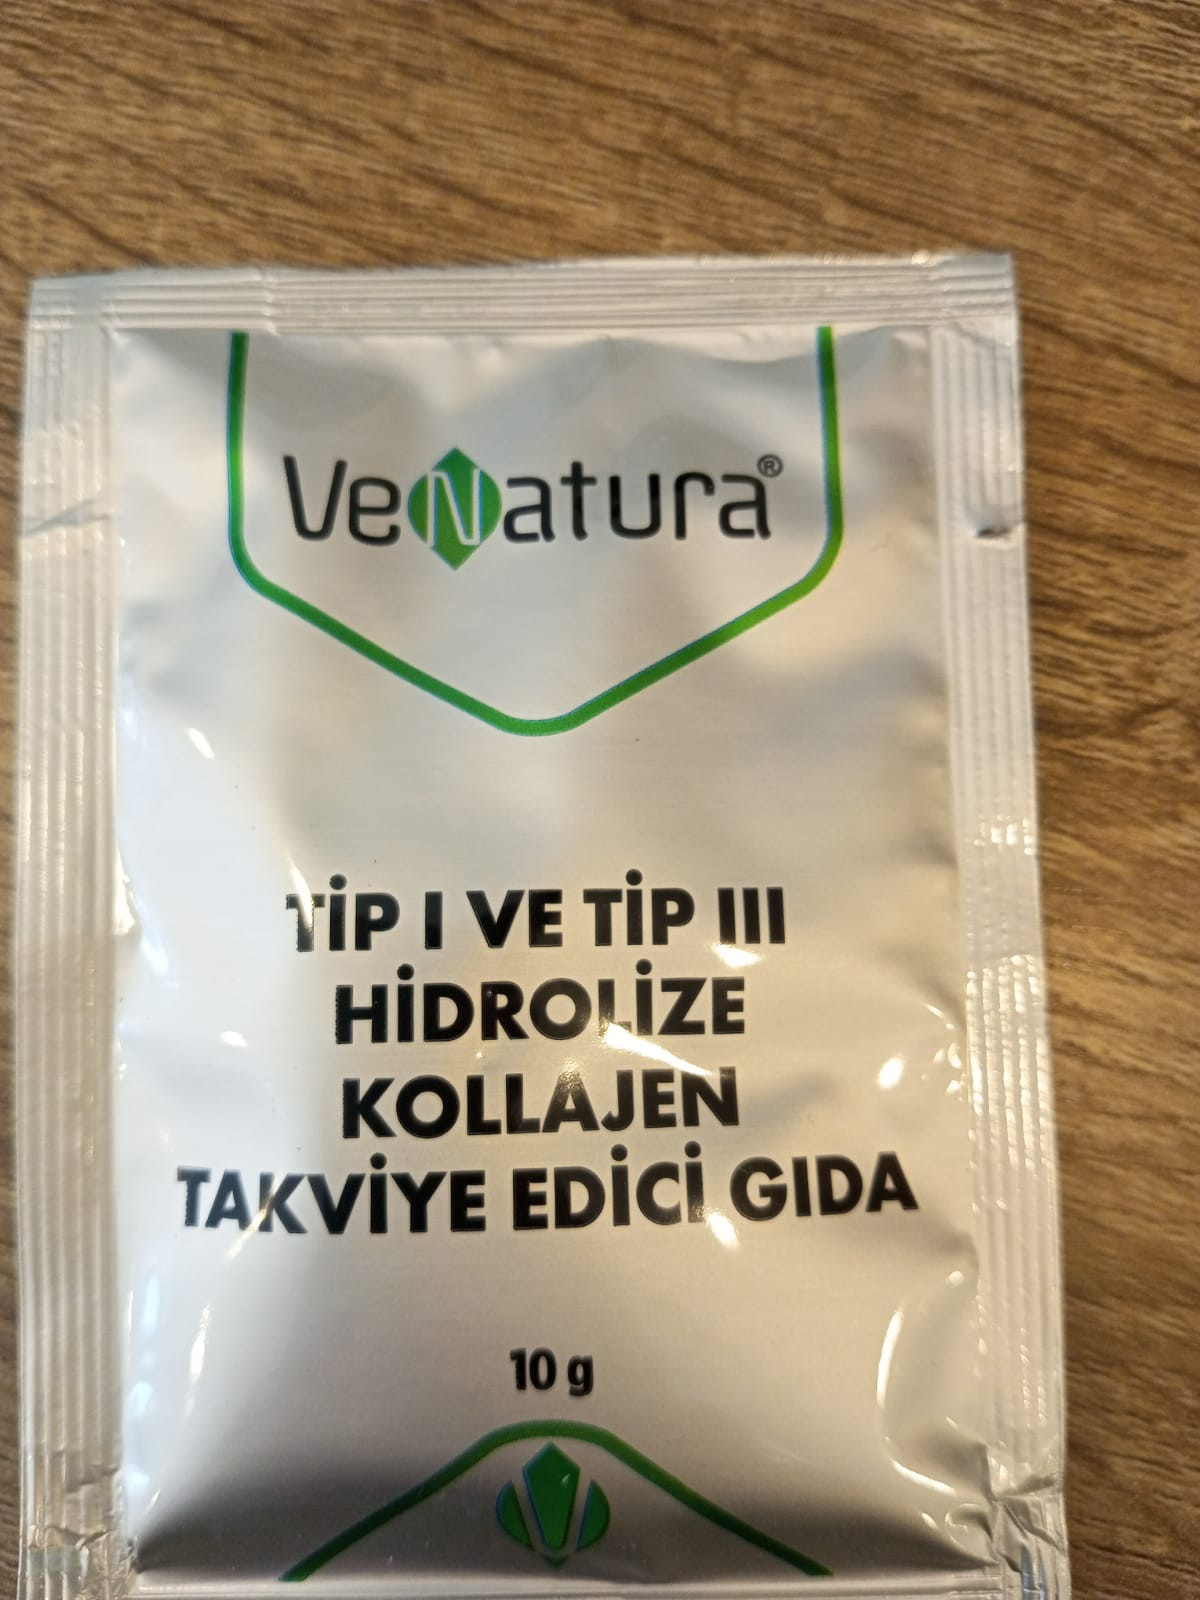 VeNatura®
TİP I VE TİP III
HİDROLİZE
KOLLAJEN
TAKVİYE EDİCİ GIDA
10 g